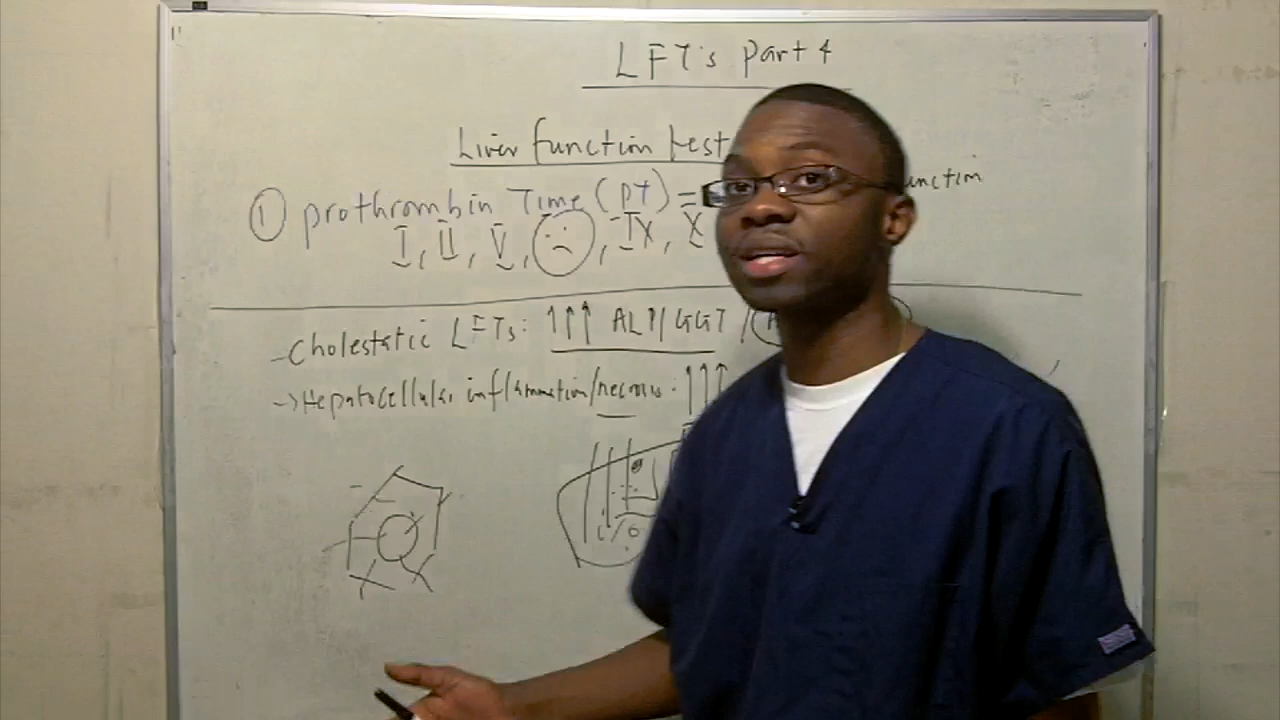 LFT's part 4
Liver function test
① prothrombin Time (PT) = unction
I, II, V, , IX, X
- Cholestatic LFTs: ↑↑↑ ALP/GGT / A
-> Hepatocellular inflammation/necrosis: ↑↑↑